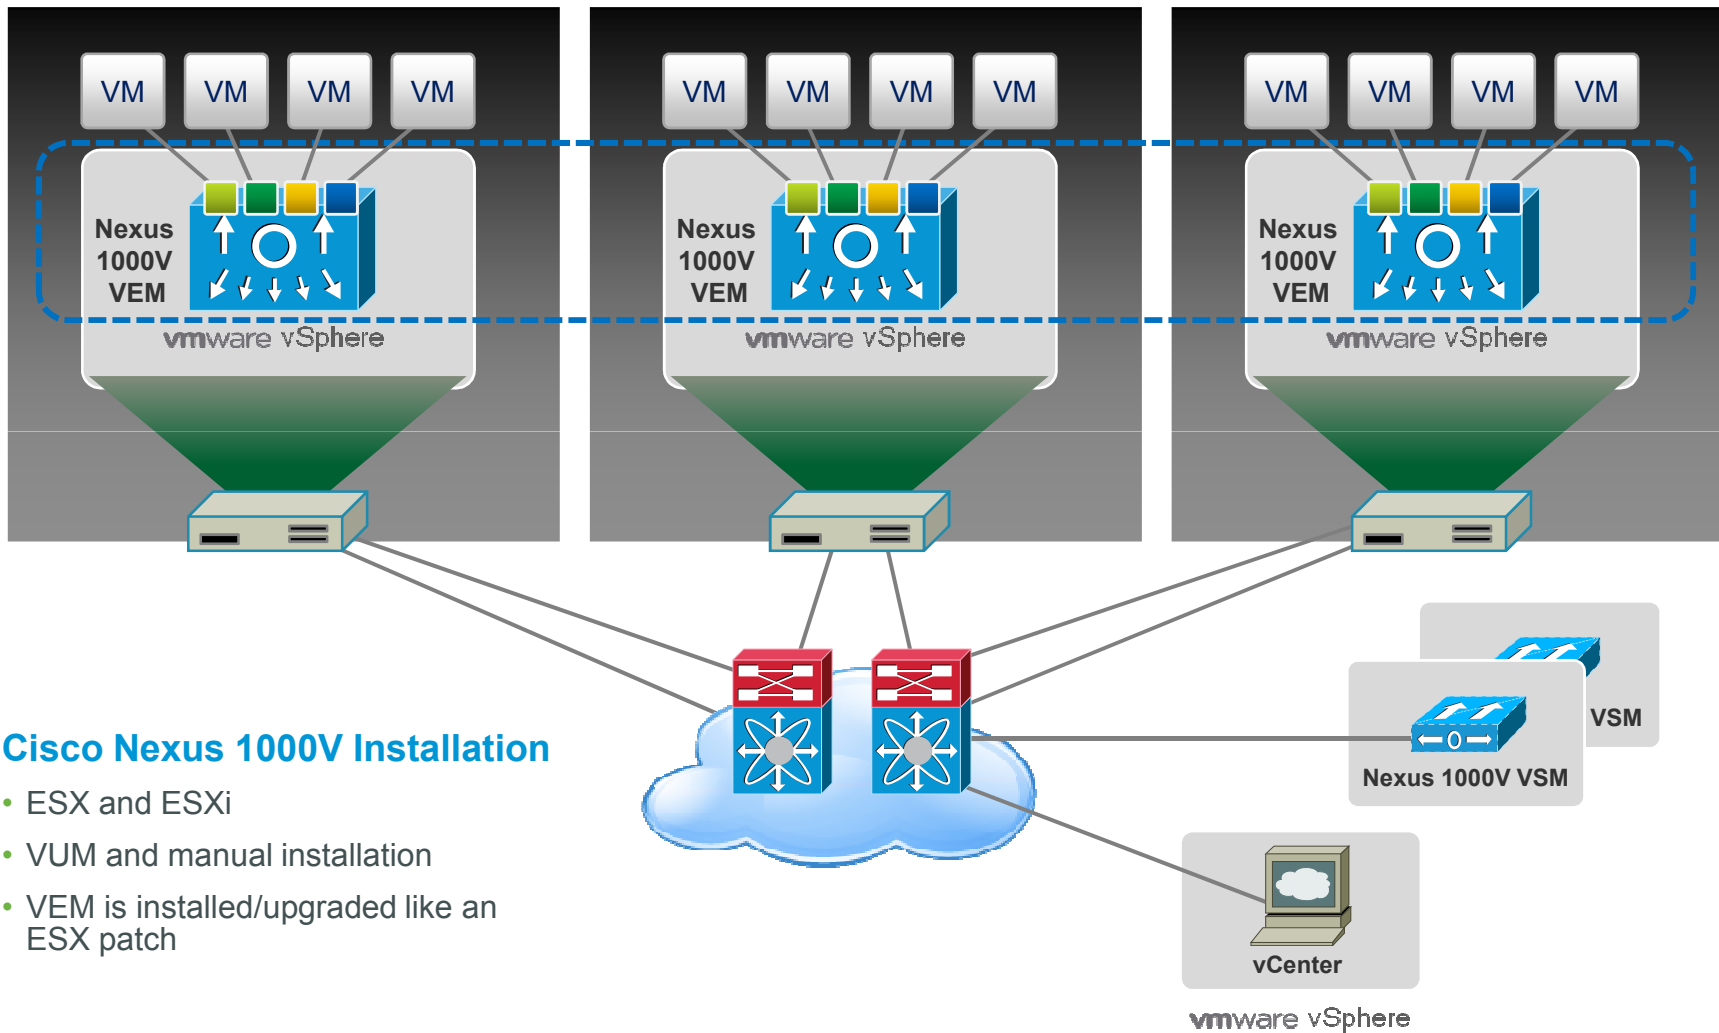 VM VM VM VM
VM VM VM VM
VM VM VM VM
Nexus
1000V
VEM
vmware vSphere
Nexus
1000V
VEM
vmware vSphere
Nexus
1000V
VEM
vmware vSphere
VSM
Nexus 1000V VSM
Cisco Nexus 1000V Installation
• ESX and ESXi
• VUM and manual installation
• VEM is installed/upgraded like an
ESX patch
vCenter
vmware vSphere